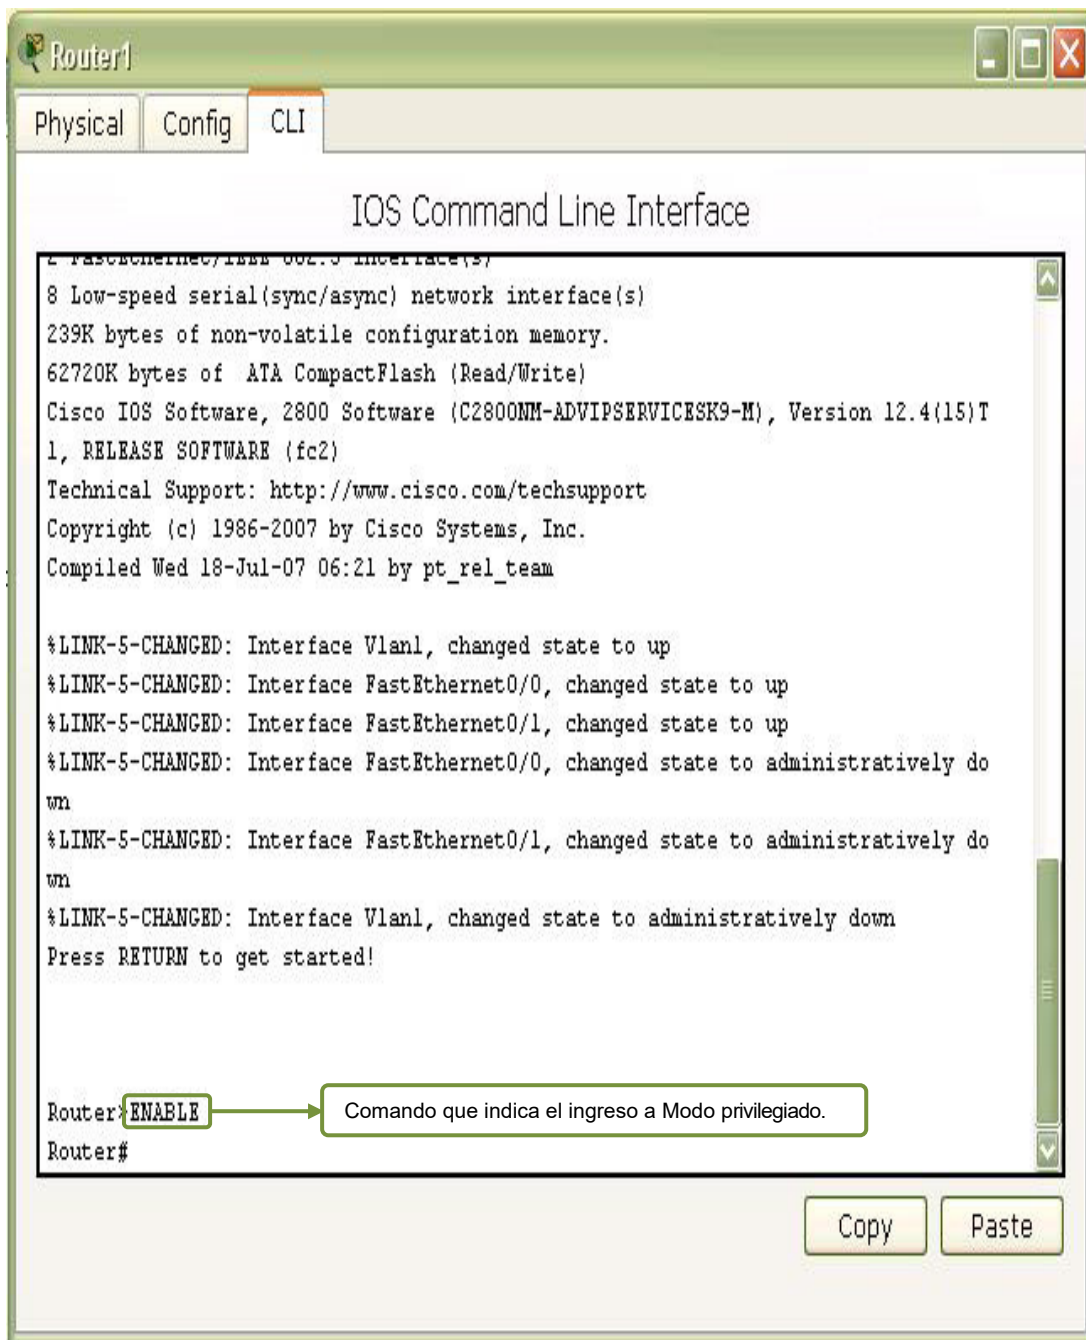 Router1
Physical Config CLI
IOS Command Line Interface
2 FastEthernet/IEEE 802.3 interface(s)
8 Low-speed serial(sync/async) network interface(s)
239K bytes of non-volatile configuration memory.
62720K bytes of ATA CompactFlash (Read/Write)
Cisco IOS Software, 2800 Software (C2800NM-ADVIPSERVICESK9-M), Version 12.4(15)T
1, RELEASE SOFTWARE (fc2)
Technical Support: http://www.cisco.com/techsupport
Copyright (c) 1986-2007 by Cisco Systems, Inc.
Compiled Wed 18-Jul-07 06:21 by pt_rel_team
%LINK-5-CHANGED: Interface Vlan1, changed state to up
%LINK-5-CHANGED: Interface FastEthernet0/0, changed state to up
%LINK-5-CHANGED: Interface FastEthernet0/1, changed state to up
%LINK-5-CHANGED: Interface FastEthernet0/0, changed state to administratively do
wn
%LINK-5-CHANGED: Interface FastEthernet0/1, changed state to administratively do
wn
%LINK-5-CHANGED: Interface Vlan1, changed state to administratively down
Press RETURN to get started!
Router>ENABLE Comando que indica el ingreso a Modo privilegiado.
Router#
Copy Paste